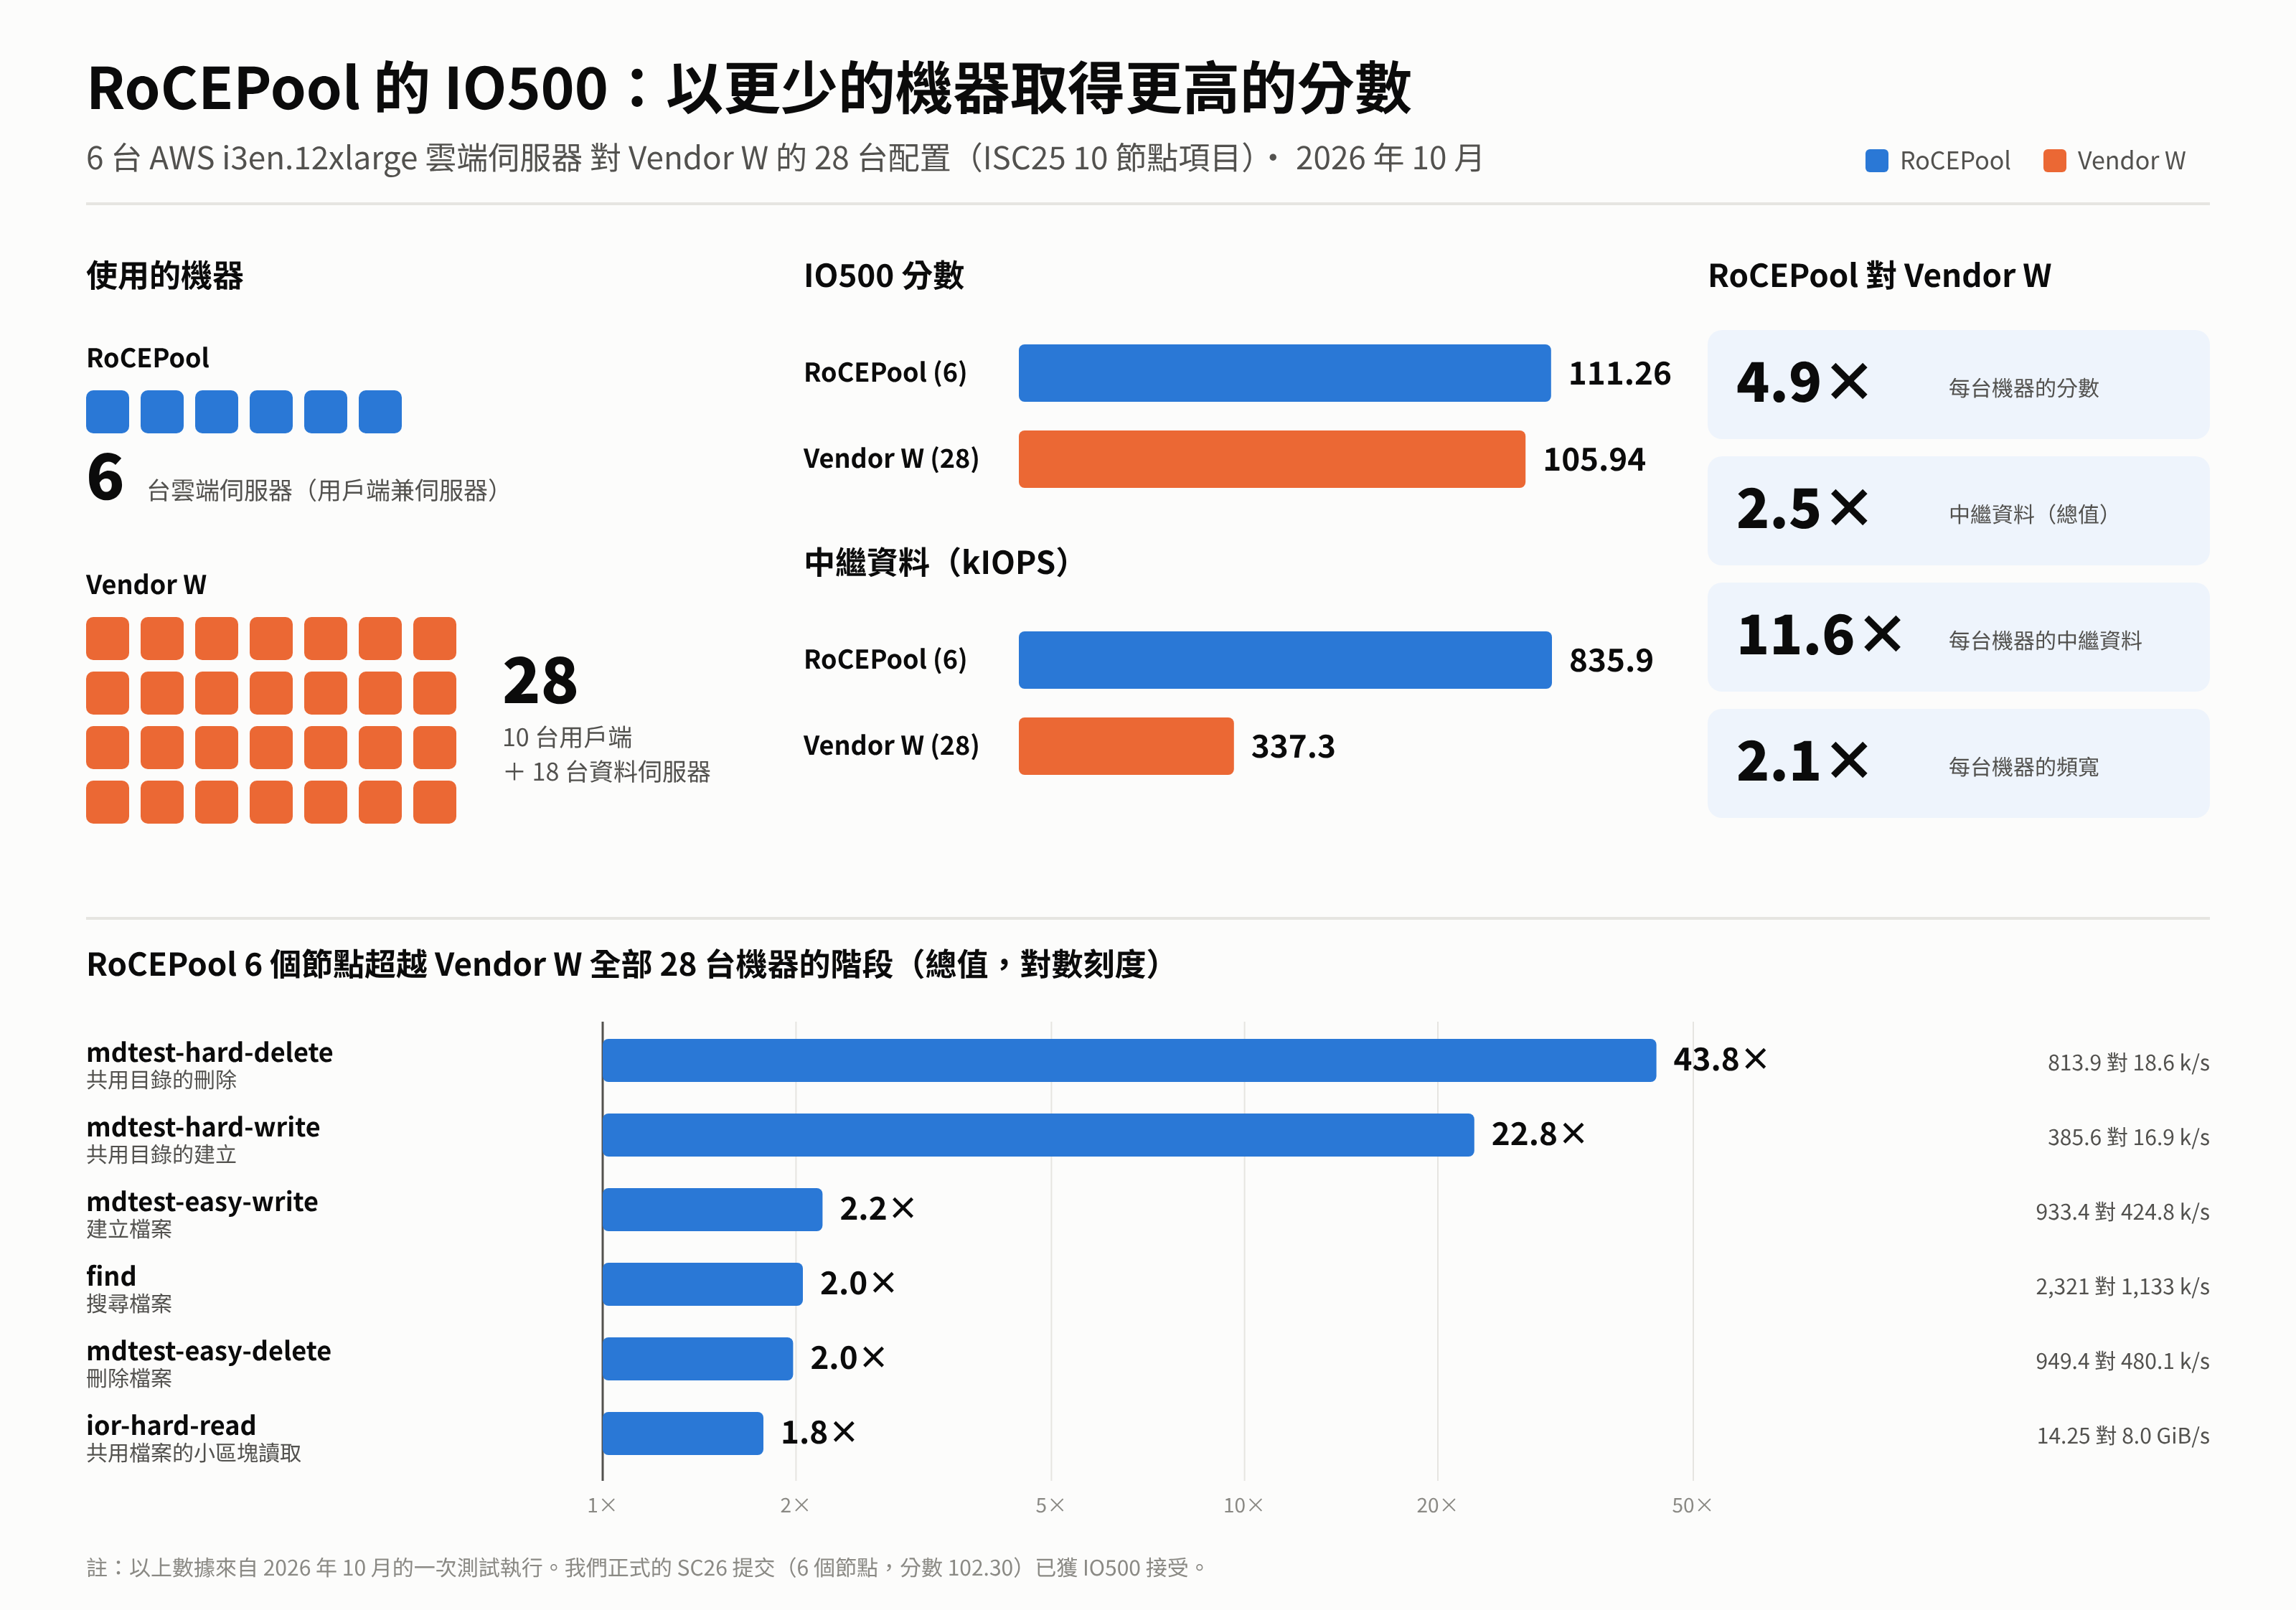 RoCEPool 的 IO500：以更少的機器取得更高的分數
6 台 AWS i3en.12xlarge 雲端伺服器 對 Vendor W 的 28 台配置（ISC25 10 節點項目）• 2026 年 10 月
RoCEPool
Vendor W
使用的機器
RoCEPool
6 台雲端伺服器（用戶端兼伺服器）
Vendor W
28
10 台用戶端
＋ 18 台資料伺服器
IO500 分數
RoCEPool (6) 111.26
Vendor W (28) 105.94
中繼資料（kIOPS）
RoCEPool (6) 835.9
Vendor W (28) 337.3
RoCEPool 對 Vendor W
4.9× 每台機器的分數
2.5× 中繼資料（總值）
11.6× 每台機器的中繼資料
2.1× 每台機器的頻寬
RoCEPool 6 個節點超越 Vendor W 全部 28 台機器的階段（總值，對數刻度）
mdtest-hard-delete 43.8× 813.9 對 18.6 k/s
共用目錄的刪除
mdtest-hard-write 22.8× 385.6 對 16.9 k/s
共用目錄的建立
mdtest-easy-write 2.2× 933.4 對 424.8 k/s
建立檔案
find 2.0× 2,321 對 1,133 k/s
搜尋檔案
mdtest-easy-delete 2.0× 949.4 對 480.1 k/s
刪除檔案
ior-hard-read 1.8× 14.25 對 8.0 GiB/s
共用檔案的小區塊讀取
1× 2× 5× 10× 20× 50×
註：以上數據來自 2026 年 10 月的一次測試執行。我們正式的 SC26 提交（6 個節點，分數 102.30）已獲 IO500 接受。